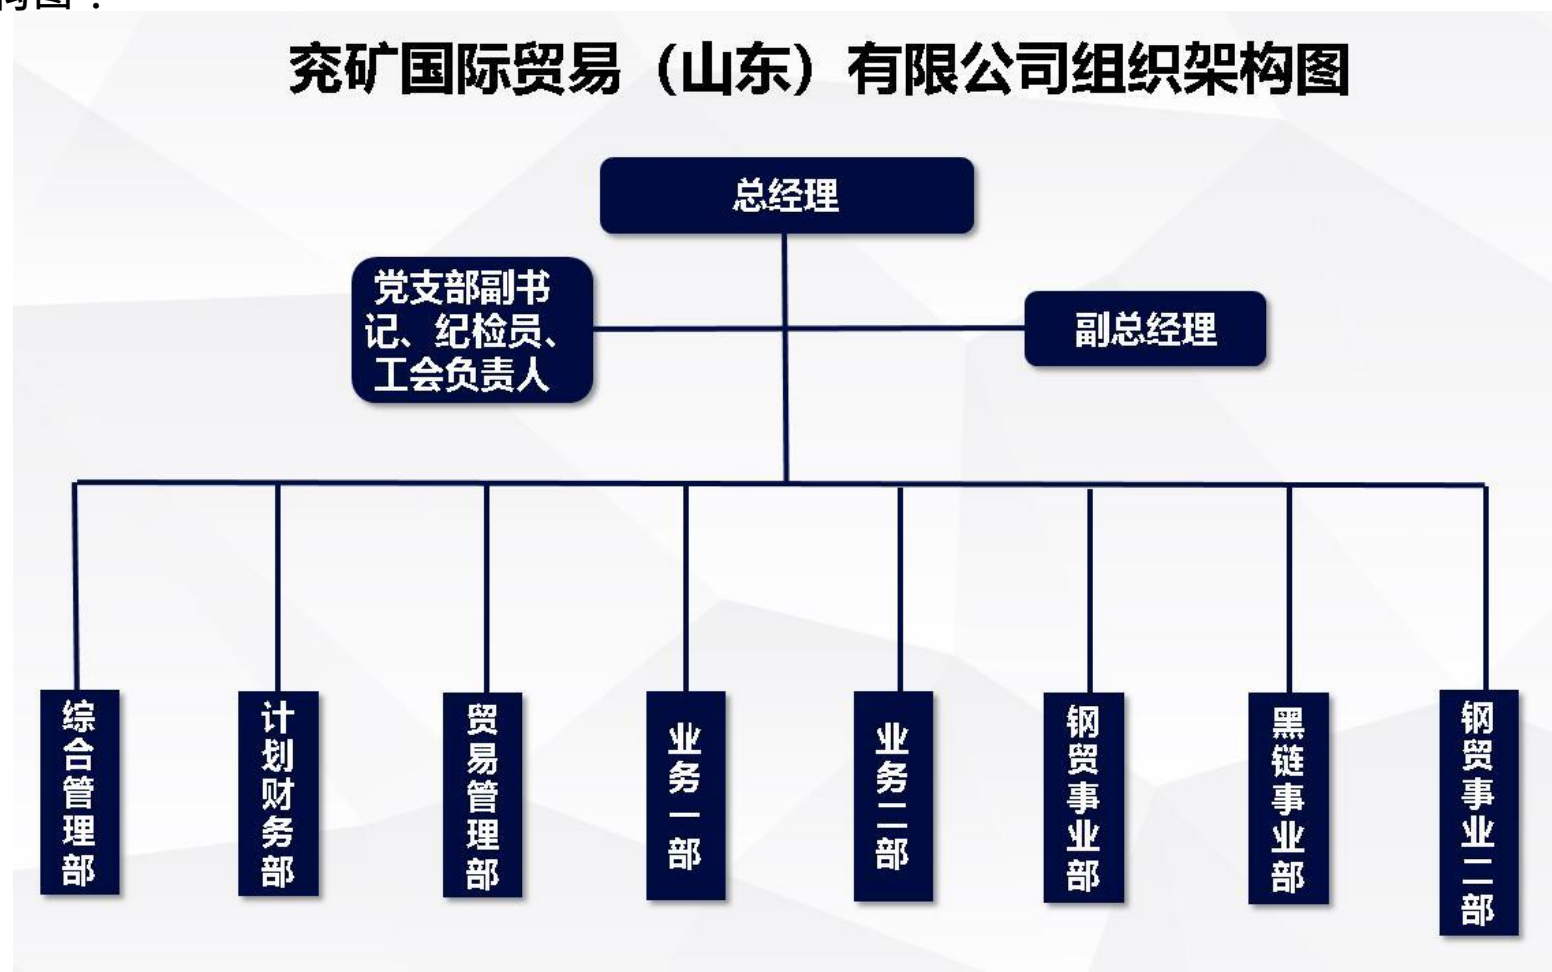 构图：
兖矿国际贸易（山东）有限公司组织架构图
总经理
党支部副书
记、纪检员、
工会负责人
副总经理
综合管理部
计划财务部
贸易管理部
业务一部
业务二部
钢贸事业部
黑链事业部
钢贸事业二部